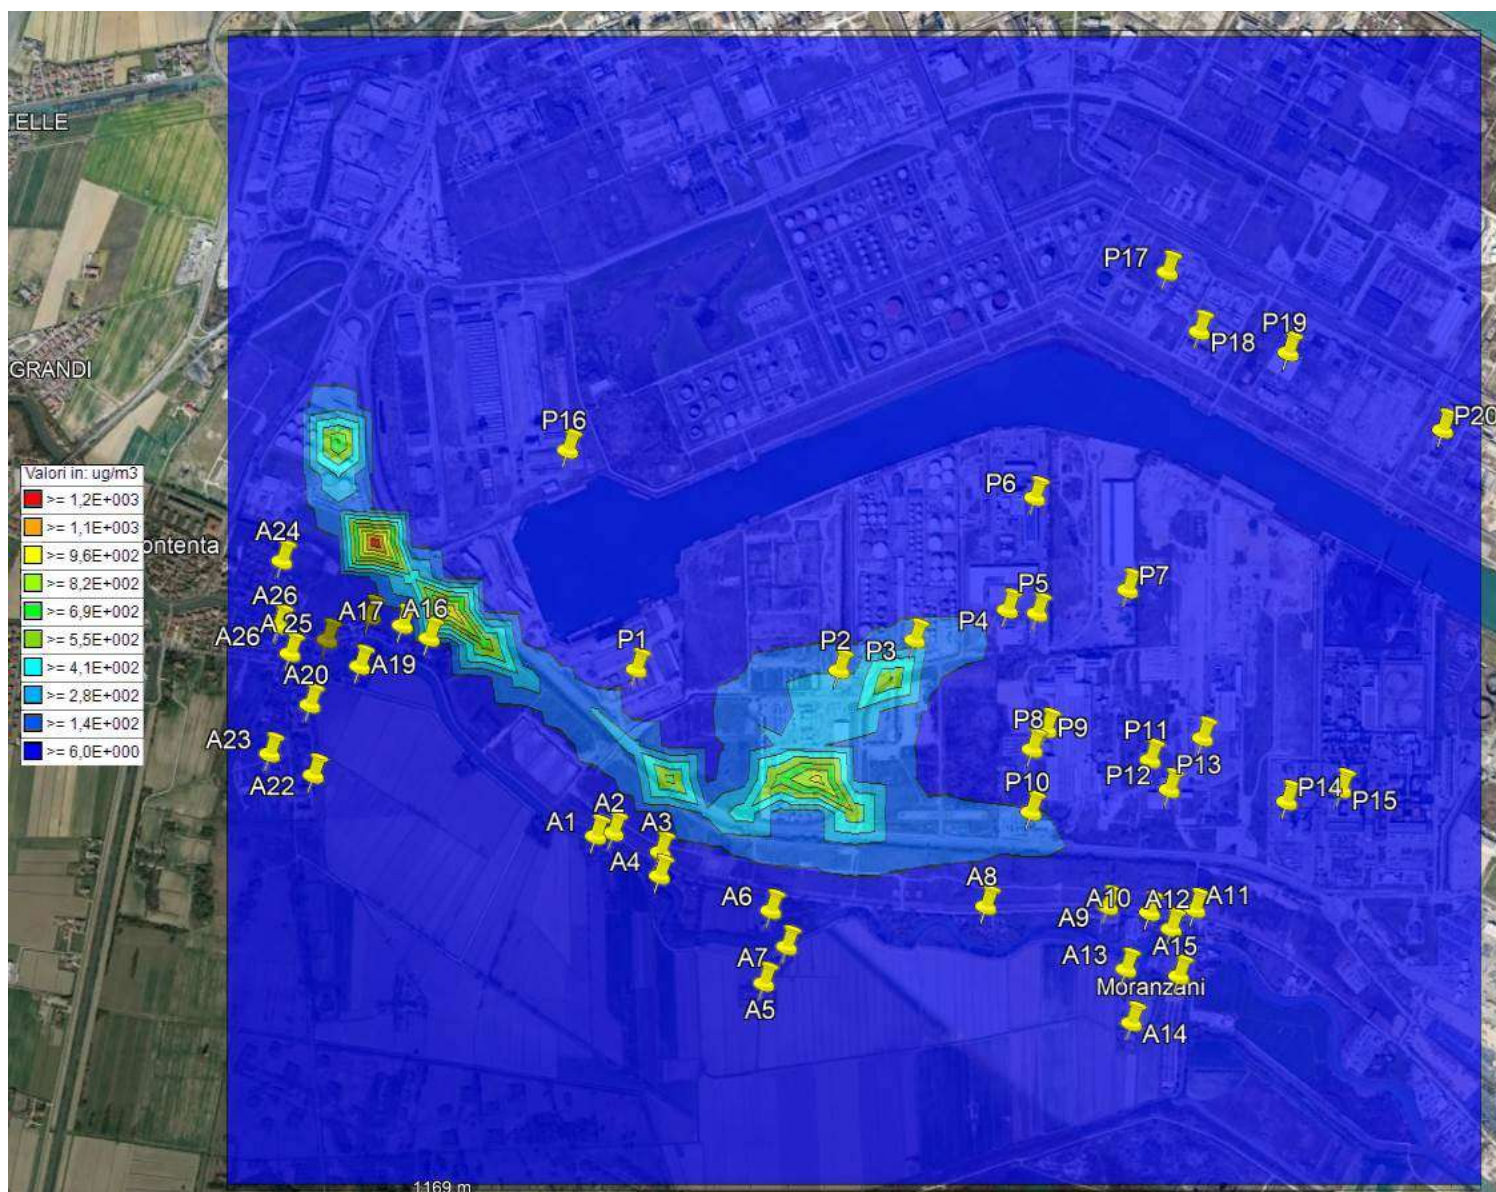 TELLE
P17
P19
P18
GRANDI
P16
P20
Valori in: ug/m3
>= 1,2E+003
>= 1,1E+003
>= 9,6E+002
>= 8,2E+002
>= 6,9E+002
>= 5,5E+002
>= 4,1E+002
>= 2,8E+002
>= 1,4E+002
>= 6,0E+000
P6
A24
ontenta
P5
P7
A26
A17
A16
A25
P4
A26
P1
P2
P3
A19
A20
P8
P9
A23
P11
P13
P12
A22
P10
P14
P15
A1
A2
A3
A4
A6
A8
A10
A12
A11
A9
A7
A13
A15
Moranzani
A5
A14
1169 m